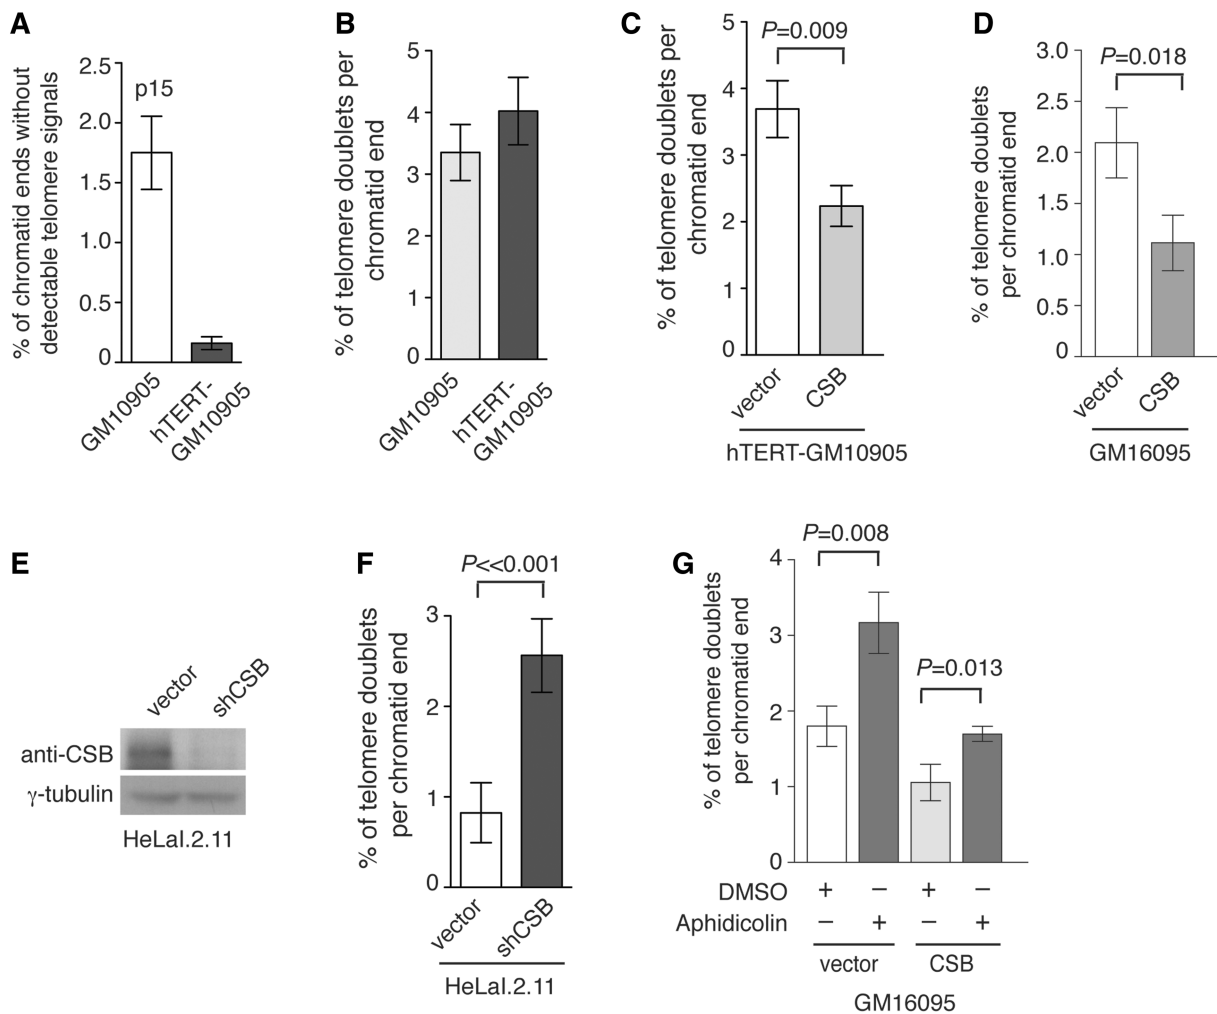 A
% of chromatid ends without
detectable telomere signals
2.5
2.0
1.5
1.0
0.5
0
p15
GM10905
hTERT-
GM10905
B
% of telomere doublets per
chromatid end
5
4
3
2
1
0
GM10905
hTERT-
GM10905
C
% of telomere doublets per
chromatid end
5
4
3
2
1
0
P=0.009
vector
CSB
hTERT-GM10905
D
% of telomere doublets
per chromatid end
3.0
2.5
2.0
1.5
1.0
0.5
0
P=0.018
vector
CSB
GM16095
E
vector
shCSB
anti-CSB
γ-tubulin
HeLaI.2.11
F
% of telomere doublets
per chromatid end
3
2
1
0
P<<0.001
vector
shCSB
HeLaI.2.11
G
% of telomere doublets
per chromatid end
4
3
2
1
0
P=0.008
P=0.013
DMSO + − + −
Aphidicolin − + − +
vector CSB
GM16095